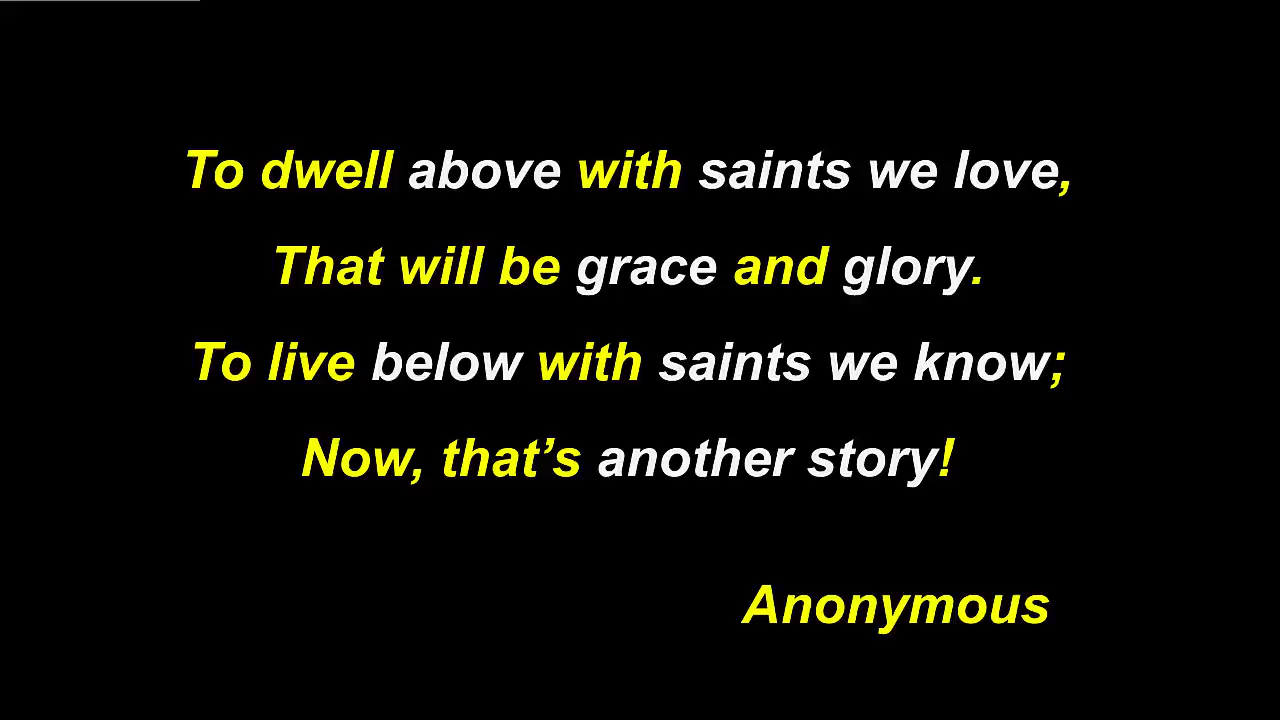 To dwell above with saints we love,
That will be grace and glory.
To live below with saints we know;
Now, that’s another story!
Anonymous